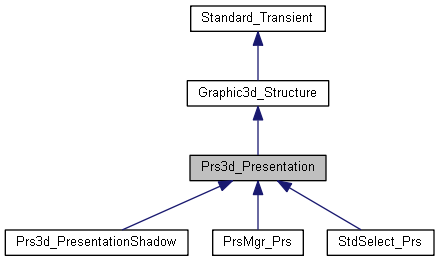 Standard_Transient
Graphic3d_Structure
Prs3d_Presentation
Prs3d_PresentationShadow
PrsMgr_Prs
StdSelect_Prs